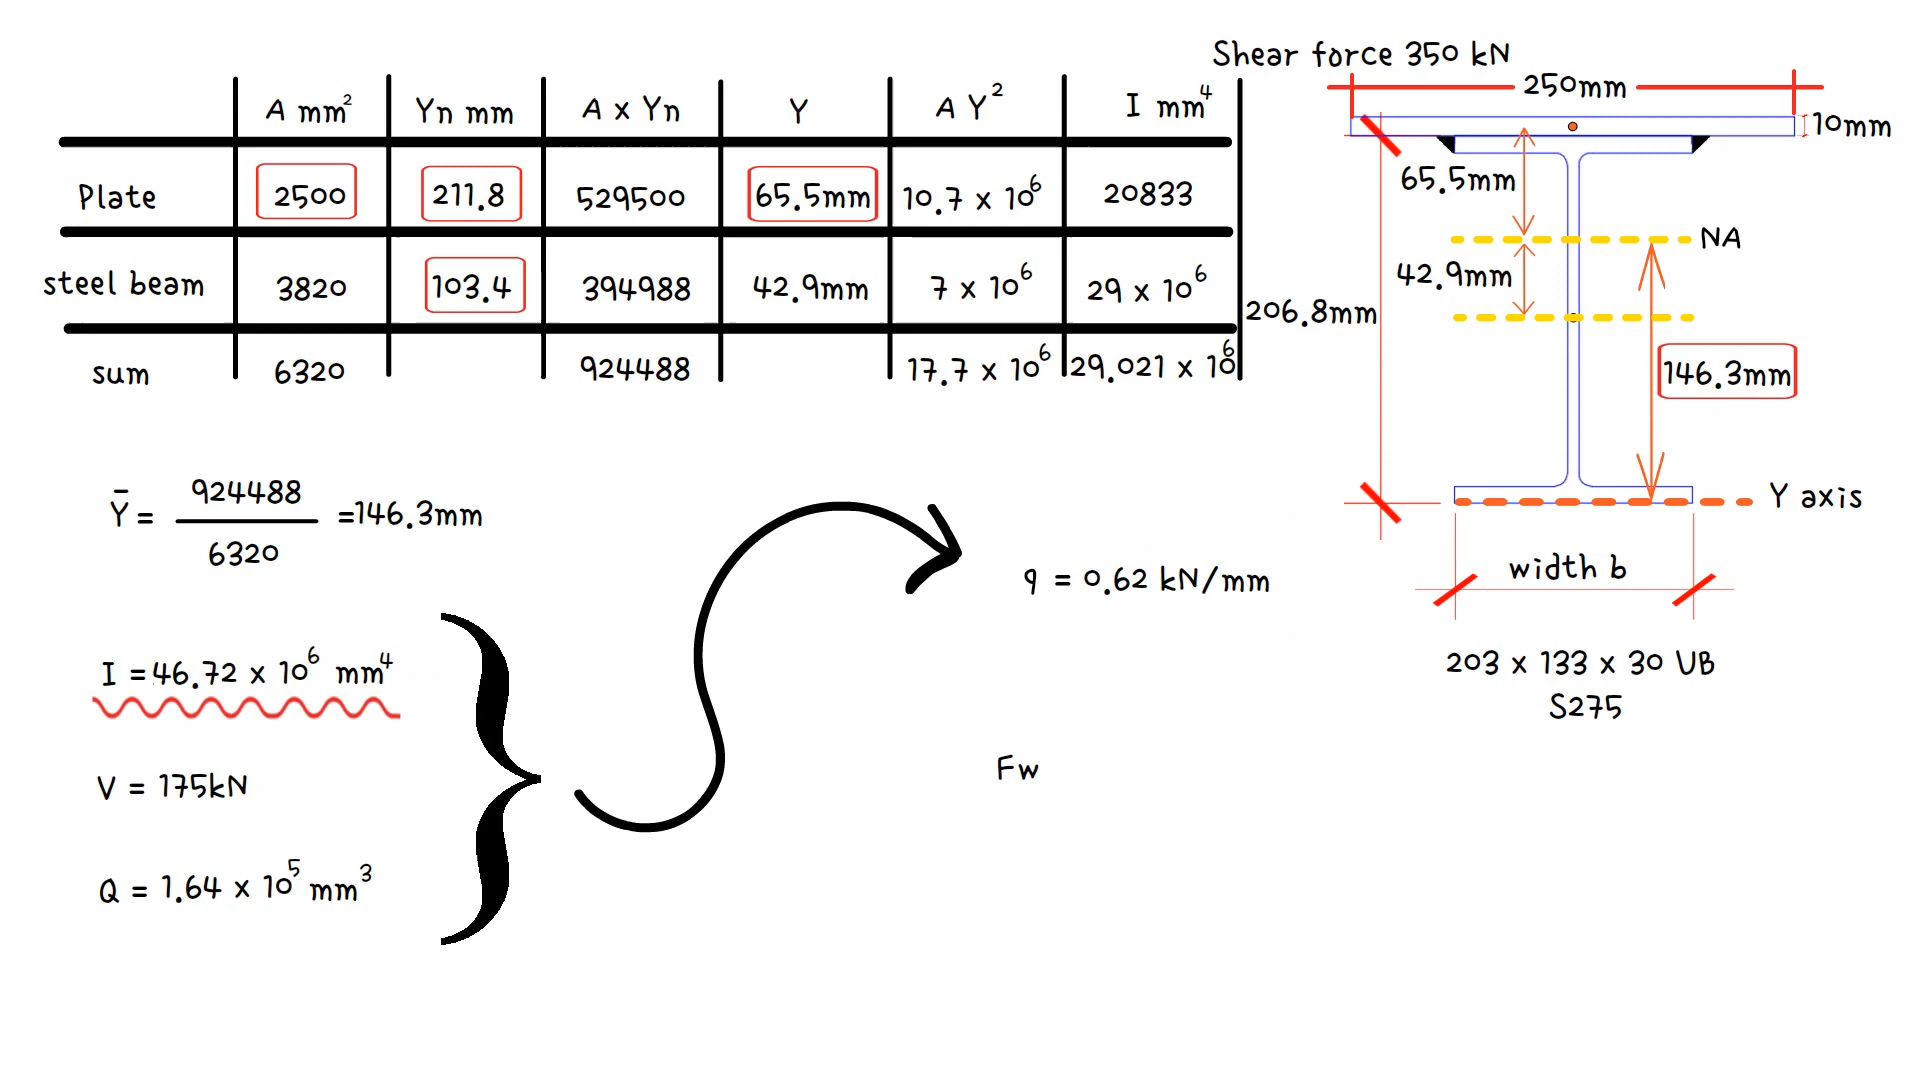 Shear force 350 kN
250mm
10mm
A mm² Yn mm A x Yn Y A Y² I mm⁴
Plate 2500 211.8 529500 65.5mm 10.7 x 10⁶ 20833
steel beam 3820 103.4 394988 42.9mm 7 x 10⁶ 29 x 10⁶
sum 6320 924488 17.7 x 10⁶ 29.021 x 10⁶
65.5mm
NA
42.9mm
206.8mm
146.3mm
Y axis
width b
203 x 133 x 30 UB
S275
Ȳ = 924488 / 6320 =146.3mm
I = 46.72 x 10⁶ mm⁴
V = 175kN
Q = 1.64 x 10⁵ mm³
q = 0.62 kN/mm
Fw